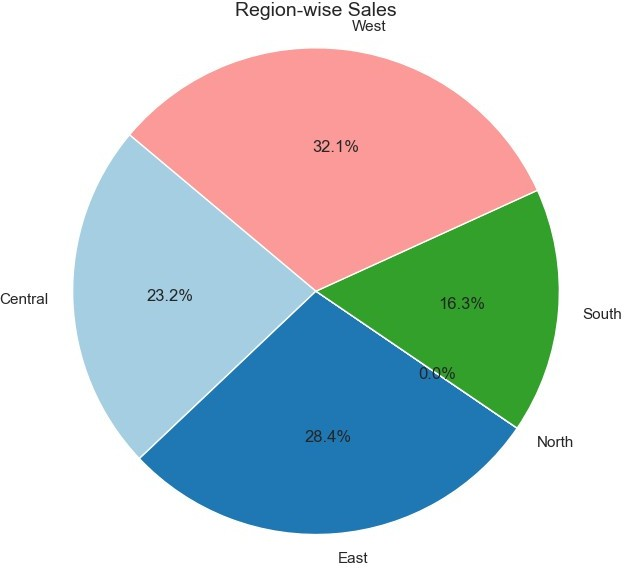 Region-wise Sales
West
32.1%
Central
23.2%
16.3%
South
0.0%
North
28.4%
East